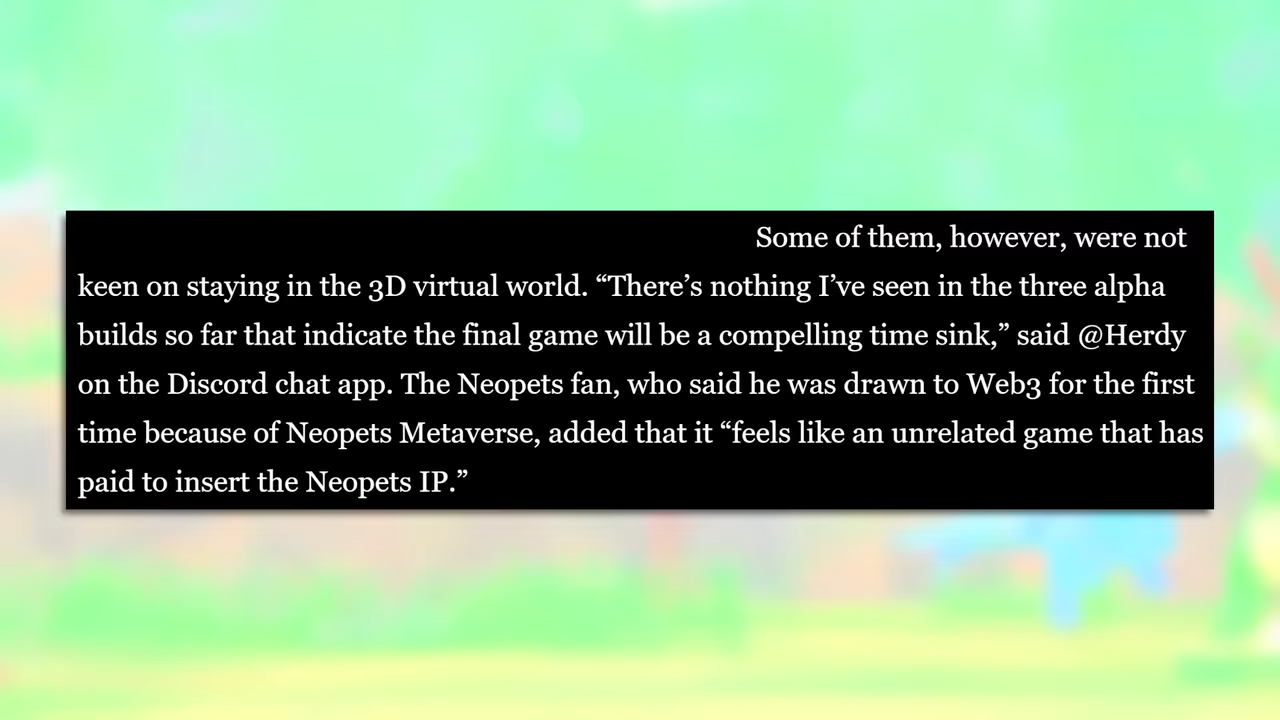 Some of them, however, were not
keen on staying in the 3D virtual world. “There’s nothing I’ve seen in the three alpha
builds so far that indicate the final game will be a compelling time sink,” said @Herdy
on the Discord chat app. The Neopets fan, who said he was drawn to Web3 for the first
time because of Neopets Metaverse, added that it “feels like an unrelated game that has
paid to insert the Neopets IP.”